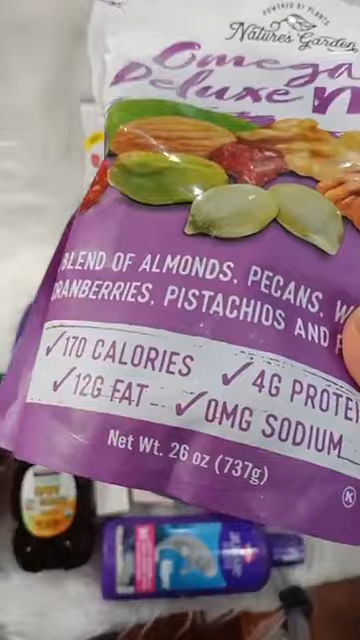 POWERED BY PLANTS
Nature's Garden
Omega
Deluxe
BLEND OF ALMONDS, PECANS,
CRANBERRIES, PISTACHIOS AND
✓170 CALORIES ✓4G PROTEI
✓12G FAT ✓0MG SODIUM
Net Wt. 26 oz (737g)
K